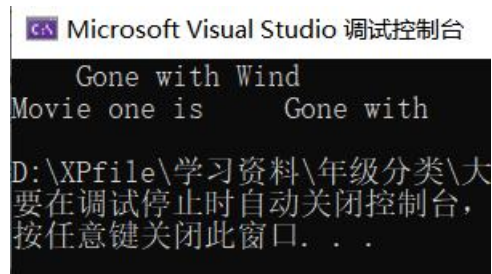 Microsoft Visual Studio 调试控制台
Gone with Wind
Movie one is Gone with
D:\XPfile\学习资料\年级分类\大
要在调试停止时自动关闭控制台，
按任意键关闭此窗口. . .